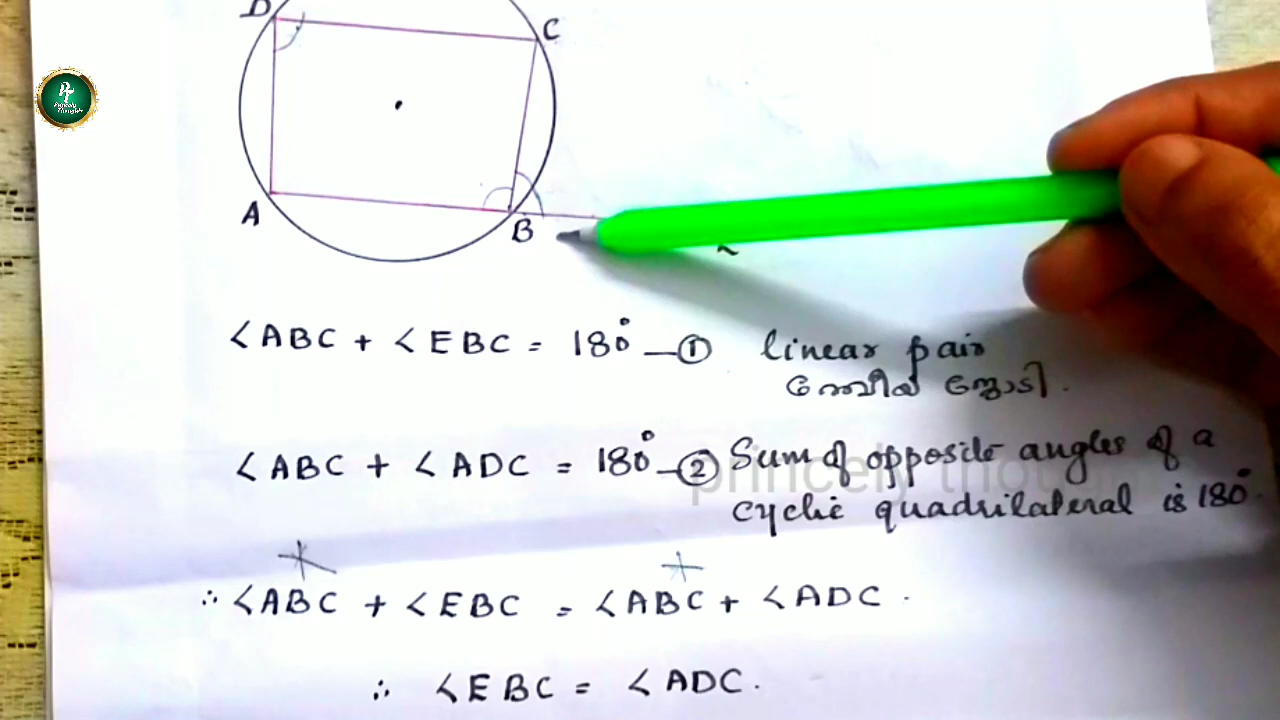 D
C
A
B
∠ABC + ∠EBC = 180° — ① linear pair
രേഖീയ ജോടി.
∠ABC + ∠ADC = 180° — ② Sum of opposite angles of a
cyclic quadrilateral is 180°.
∴ ∠ABC + ∠EBC = ∠ABC + ∠ADC.
∴ ∠EBC = ∠ADC.